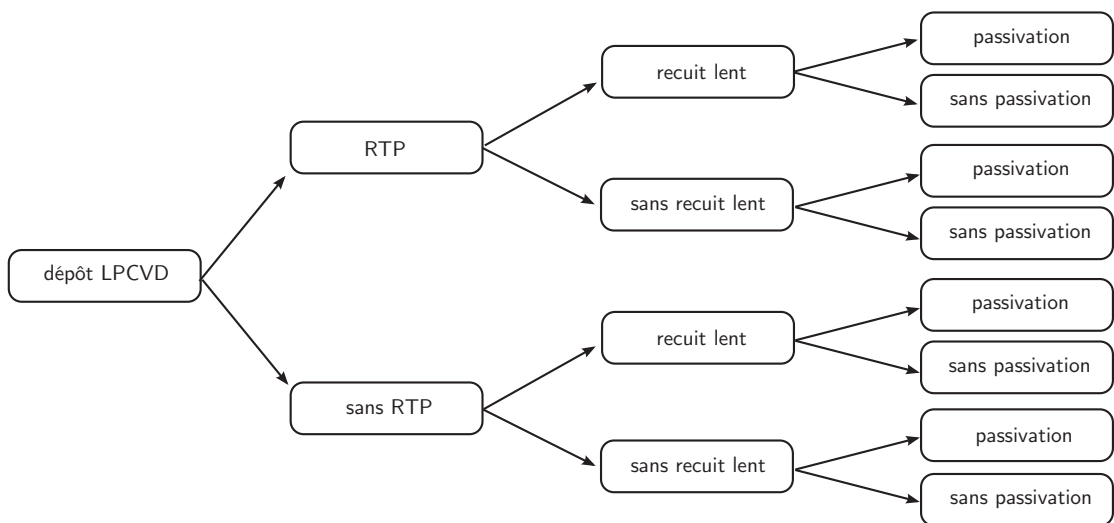 passivation
recuit lent
sans passivation
RTP
passivation
sans recuit lent
sans passivation
dépôt LPCVD
passivation
recuit lent
sans passivation
sans RTP
passivation
sans recuit lent
sans passivation